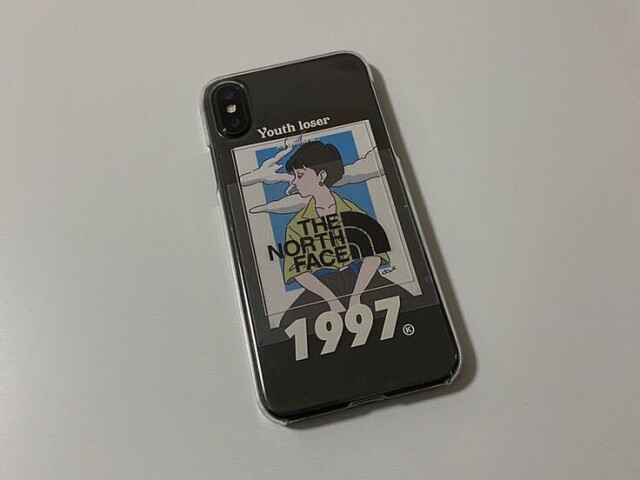 Youth loser
THE
NORTH
FACE
1997 Ⓚ